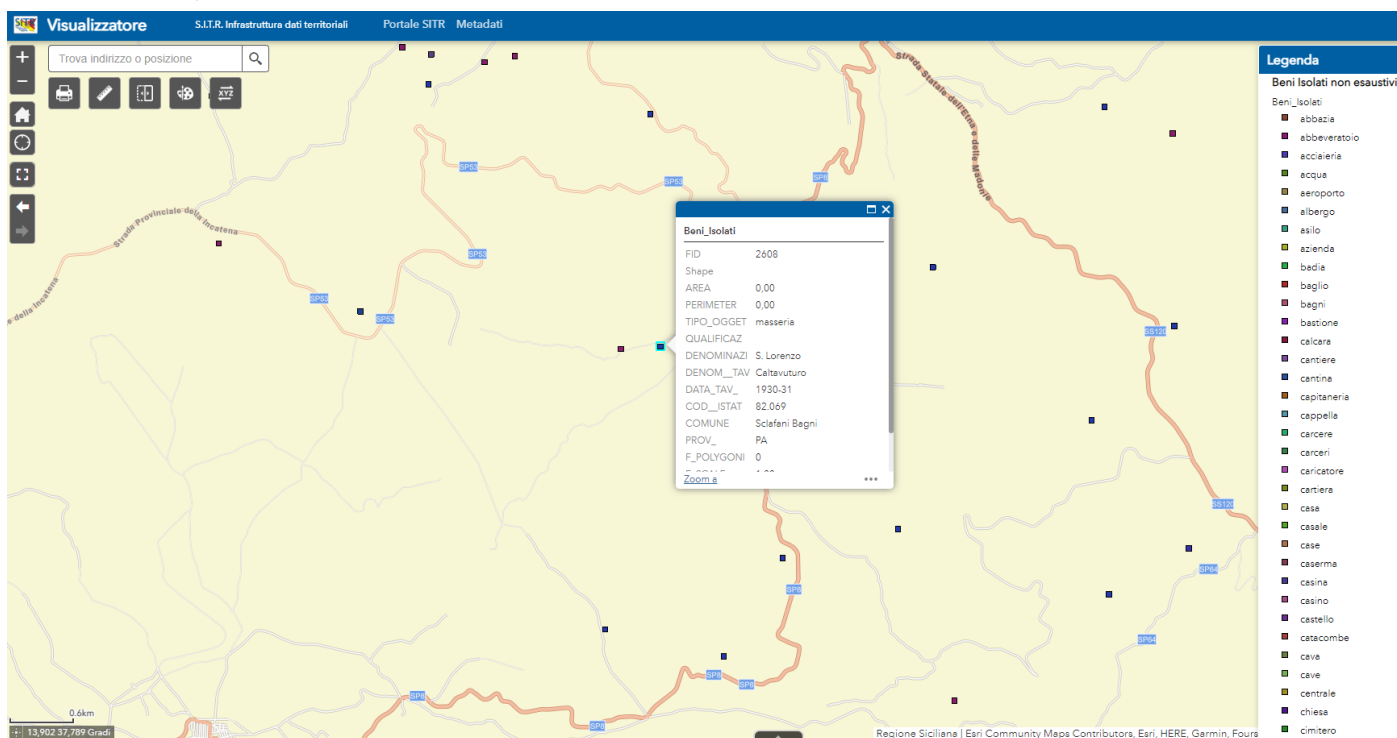 SITR Visualizzatore S.I.T.R. Infrastruttura dati territoriali Portale SITR Metadati
Trova indirizzo o posizione
XYZ
Strada Statale dell'Etna e delle Madonie
Strada Provinciale della Incatena
e della Incatena
SP53
SP53
SP8
SP53
SP53
SP53
SS120
SS120
SP64
SP8
SP64
SP8
SP8
SP8
SP8
Beni_Isolati
FID 2608
Shape
AREA 0,00
PERIMETER 0,00
TIPO_OGGET masseria
QUALIFICAZ
DENOMINAZI S. Lorenzo
DENOM__TAV Caltavuturo
DATA_TAV_ 1930-31
COD__ISTAT 82.069
COMUNE Sclafani Bagni
PROV_ PA
F_POLYGONI 0
Zoom a
Legenda
Beni Isolati non esaustivi
Beni_Isolati
abbazia
abbeveratoio
acciaieria
acqua
aeroporto
albergo
asilo
azienda
badia
baglio
bagni
bastione
calcara
cantiere
cantina
capitaneria
cappella
carcere
carceri
caricatore
cartiera
casa
casale
case
caserma
casina
casino
castello
catacombe
cava
cave
centrale
chiesa
cimitero
0.6km
13,902 37,789 Gradi
Regione Siciliana | Esri Community Maps Contributors, Esri, HERE, Garmin, Fours